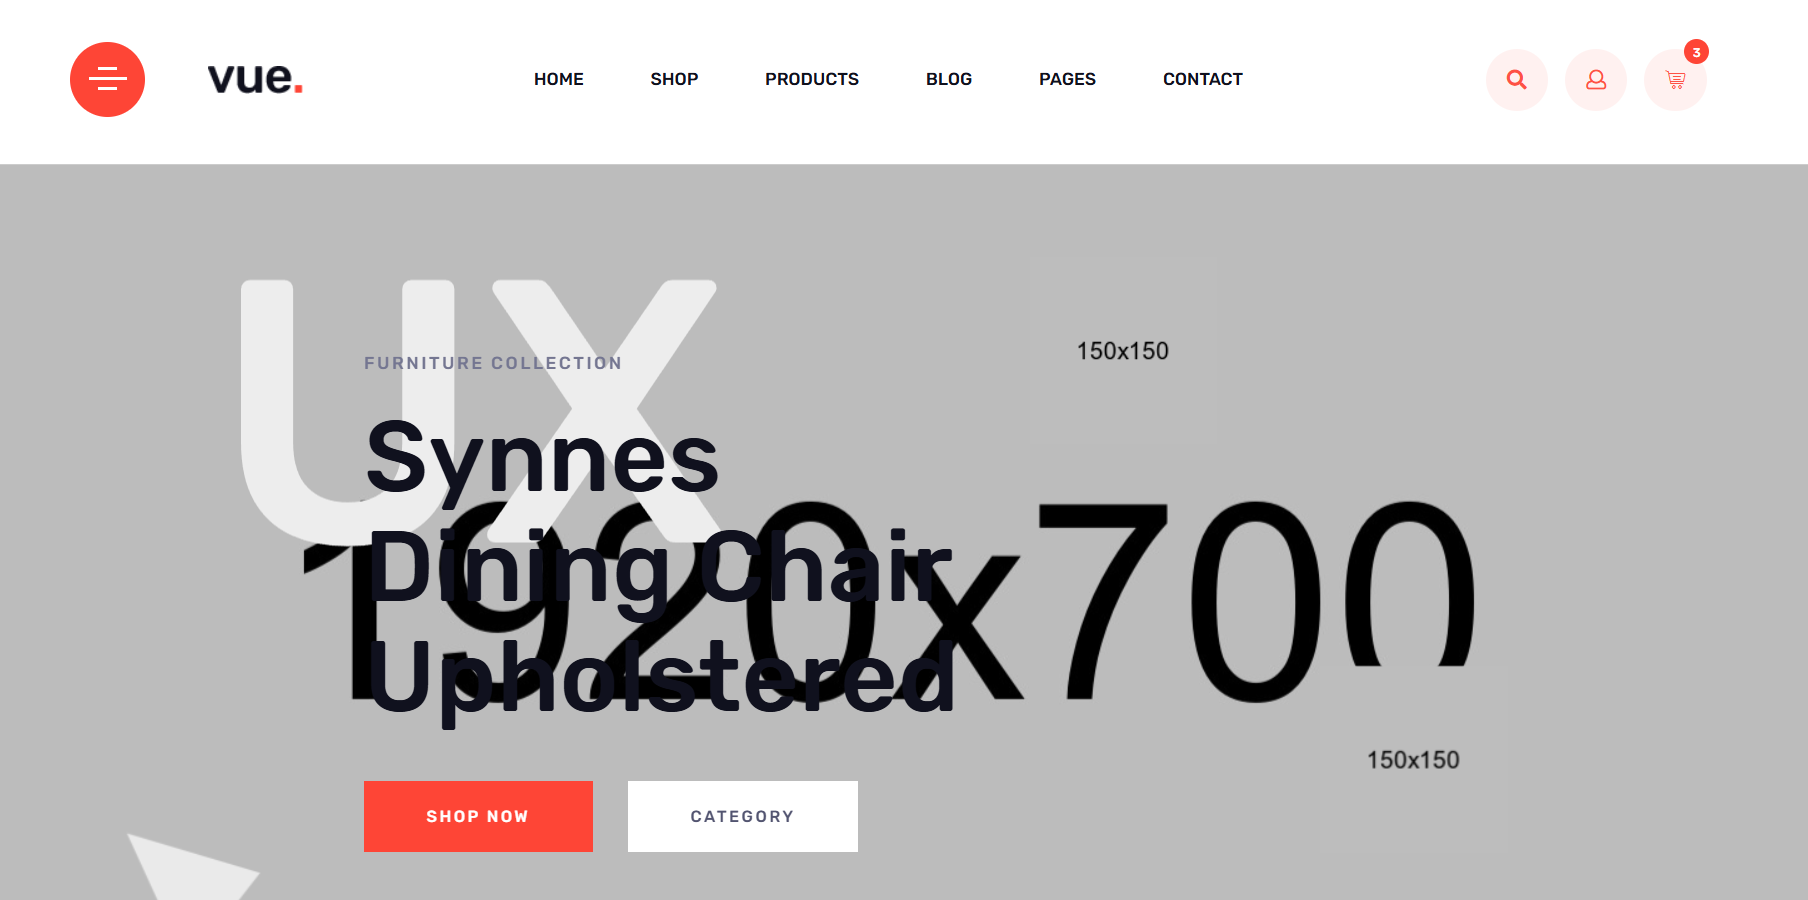 vue.
HOME SHOP PRODUCTS BLOG PAGES CONTACT
3
UX
FURNITURE COLLECTION
150x150
Synnes
Dining Chair
Upholstered
1920x700
150x150
SHOP NOW CATEGORY